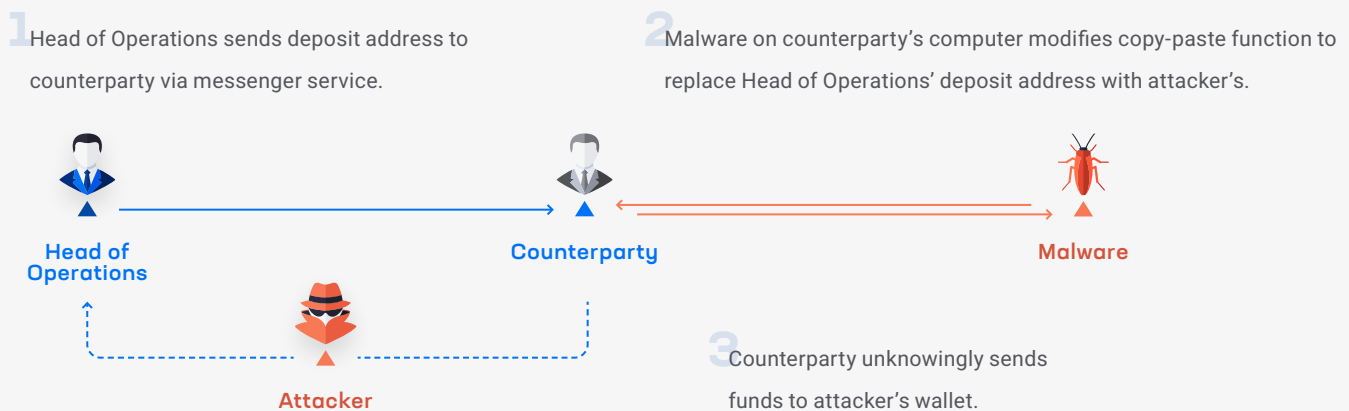 1
Head of Operations sends deposit address to
counterparty via messenger service.
2
Malware on counterparty’s computer modifies copy-paste function to
replace Head of Operations’ deposit address with attacker’s.
Head of
Operations
Counterparty
Malware
Attacker
3
Counterparty unknowingly sends
funds to attacker’s wallet.